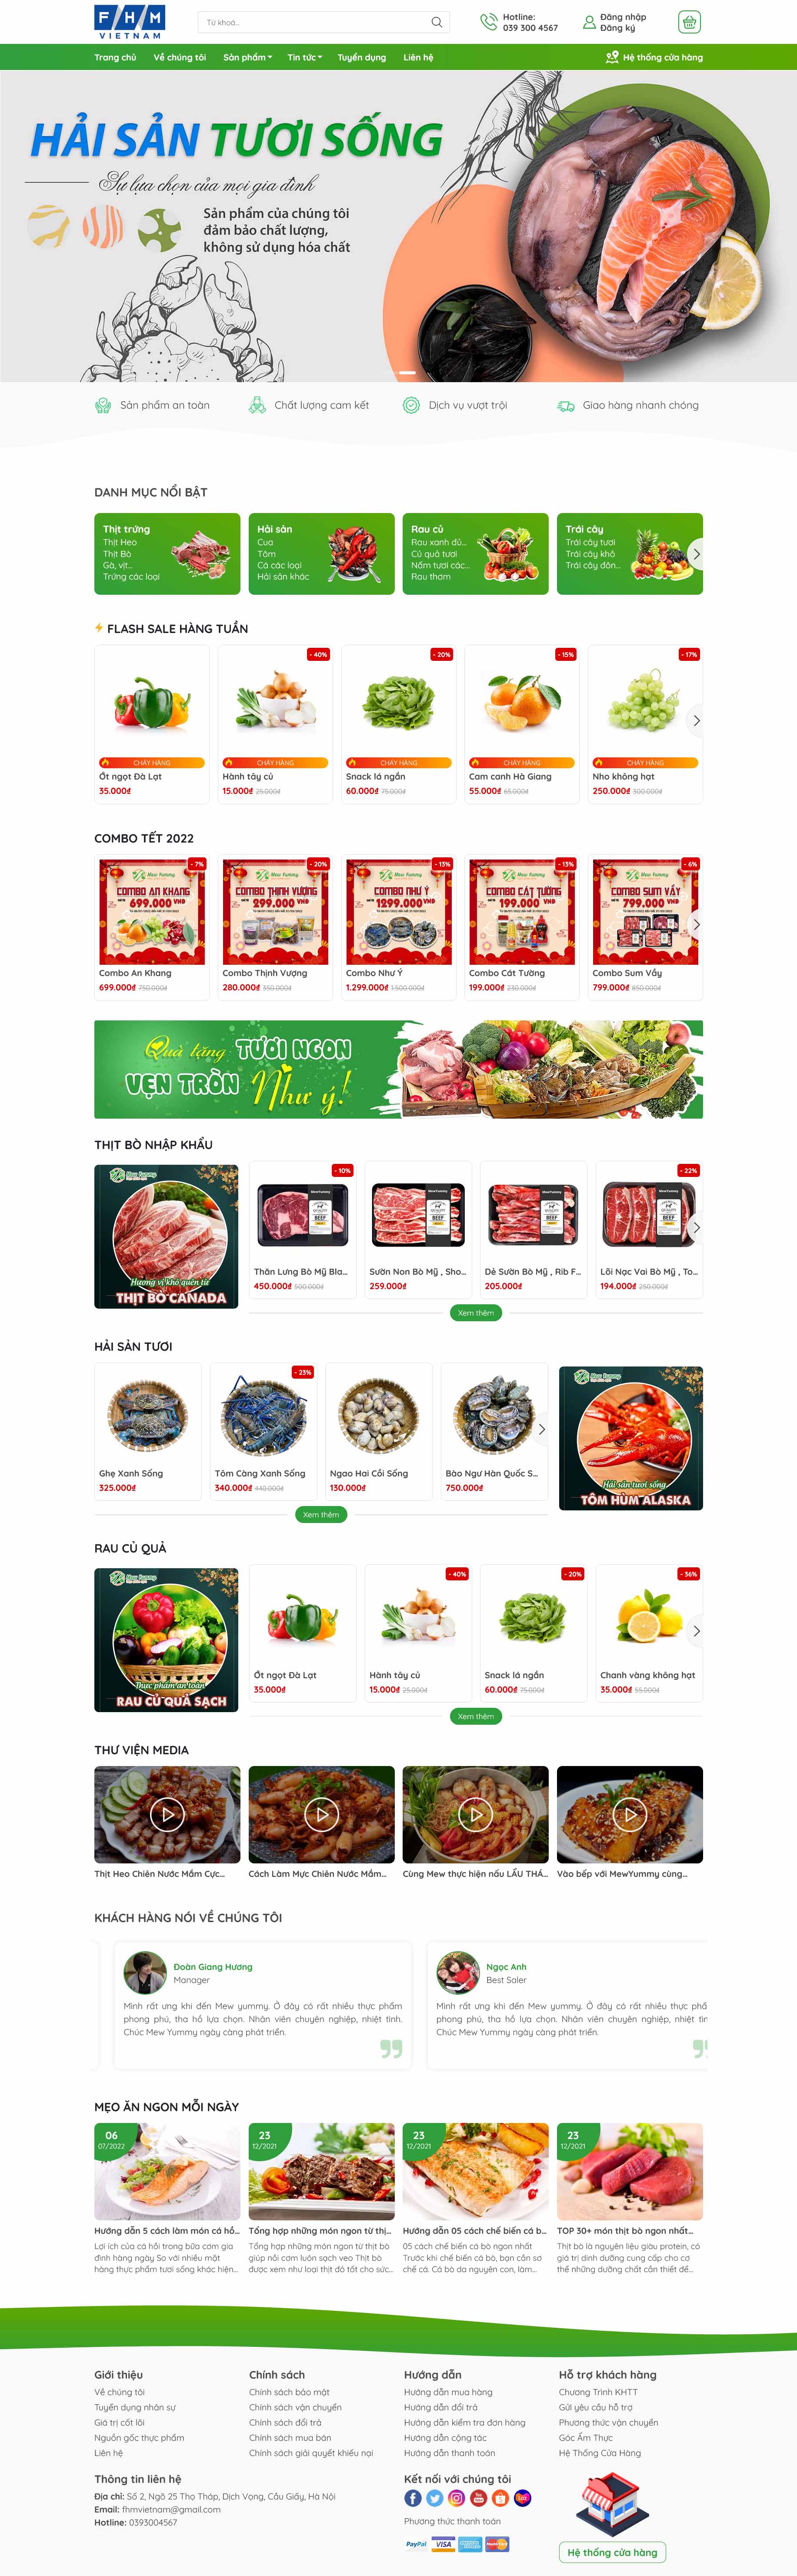 FHM
VIETNAM
Từ khoá...
Hotline:
039 300 4567
Đăng nhập
Đăng ký
Trang chủ
Về chúng tôi
Sản phẩm
Tin tức
Tuyển dụng
Liên hệ
Hệ thống cửa hàng
HẢI SẢN TƯƠI SỐNG
Sự lựa chọn của mọi gia đình
Sản phẩm của chúng tôi
đảm bảo chất lượng,
không sử dụng hóa chất
Sản phẩm an toàn
Chất lượng cam kết
Dịch vụ vượt trội
Giao hàng nhanh chóng
DANH MỤC NỔI BẬT
Thịt trứng
Thịt Heo
Thịt Bò
Gà, vịt...
Trứng các loại
Hải sản
Cua
Tôm
Cá các loại
Hải sản khác
Rau củ
Rau xanh đủ...
Củ quả tươi
Nấm tươi các...
Rau thơm
Trái cây
Trái cây tươi
Trái cây khô
Trái cây đôn...
FLASH SALE HÀNG TUẦN
CHÁY HÀNG
Ớt ngọt Đà Lạt
35.000đ
- 40%
CHÁY HÀNG
Hành tây củ
15.000đ 25.000đ
- 20%
CHÁY HÀNG
Snack lá ngắn
60.000đ 75.000đ
- 15%
CHÁY HÀNG
Cam canh Hà Giang
55.000đ 65.000đ
- 17%
CHÁY HÀNG
Nho không hạt
250.000đ 300.000đ
COMBO TẾT 2022
- 7%
Mew Yummy
COMBO AN KHANG
699.000 VNĐ
Combo An Khang
699.000đ 750.000đ
- 20%
Mew Yummy
COMBO THỊNH VƯỢNG
299.000 VNĐ
Combo Thịnh Vượng
280.000đ 350.000đ
- 13%
Mew Yummy
COMBO NHƯ Ý
1299.000 VNĐ
Combo Như Ý
1.299.000đ 1.500.000đ
- 13%
Mew Yummy
COMBO CÁT TƯỜNG
199.000 VNĐ
Combo Cát Tường
199.000đ 230.000đ
- 6%
Mew Yummy
COMBO SUM VẦY
799.000 VNĐ
Combo Sum Vầy
799.000đ 850.000đ
Quà tặng TƯƠI NGON
VẸN TRÒN Như ý!
THỊT BÒ NHẬP KHẨU
Mew Yummy
Hương vị khó quên từ
THỊT BÒ CANADA
- 10%
Thăn Lưng Bò Mỹ Bla...
450.000đ 500.000đ
Sườn Non Bò Mỹ , Sho...
259.000đ
Dẻ Sườn Bò Mỹ , Rib F...
205.000đ
- 22%
Lõi Nạc Vai Bò Mỹ , To...
194.000đ 250.000đ
Xem thêm
HẢI SẢN TƯƠI
Ghẹ Xanh Sống
325.000đ
- 23%
Tôm Càng Xanh Sống
340.000đ 440.000đ
Ngao Hai Cồi Sống
130.000đ
Bào Ngư Hàn Quốc S...
750.000đ
Xem thêm
Mew Yummy
Hải sản tươi sống
TÔM HÙM ALASKA
RAU CỦ QUẢ
Mew Yummy
Thực phẩm an toàn
RAU CỦ QUẢ SẠCH
Ớt ngọt Đà Lạt
35.000đ
- 40%
Hành tây củ
15.000đ 25.000đ
- 20%
Snack lá ngắn
60.000đ 75.000đ
- 36%
Chanh vàng không hạt
35.000đ 55.000đ
Xem thêm
THƯ VIỆN MEDIA
Thịt Heo Chiên Nước Mắm Cực...
Cách Làm Mực Chiên Nước Mắm...
Cùng Mew thực hiện nấu LẨU THÁ...
Vào bếp với MewYummy cùng...
KHÁCH HÀNG NÓI VỀ CHÚNG TÔI
Đoàn Giang Hương
Manager
Mình rất ưng khi đến Mew yummy. Ở đây có rất nhiều thực phẩm
phong phú, tha hồ lựa chọn. Nhân viên chuyên nghiệp, nhiệt tình.
Chúc Mew Yummy ngày càng phát triển.
Ngọc Anh
Best Saler
Mình rất ưng khi đến Mew yummy. Ở đây có rất nhiều thực phẩ
phong phú, tha hồ lựa chọn. Nhân viên chuyên nghiệp, nhiệt tìn
Chúc Mew Yummy ngày càng phát triển.
MẸO ĂN NGON MỖI NGÀY
06
07/2022
Hướng dẫn 5 cách làm món cá hồ...
Lợi ích của cá hồi trong bữa cơm gia
đình hàng ngày So với nhiều mặt
hàng thực phẩm tươi sống khác hiện...
23
12/2021
Tổng hợp những món ngon từ thị...
Tổng hợp những món ngon từ thịt bò
giúp nồi cơm luôn sạch veo Thịt bò
được xem như loại thịt đỏ tốt cho sức...
23
12/2021
Hướng dẫn 05 cách chế biến cá b...
05 cách chế biến cá bò ngon nhất
Trước khi chế biến cá bò, bạn cần sơ
chế cá. Cá bò da nguyên con, làm...
23
12/2021
TOP 30+ món thịt bò ngon nhất...
Thịt bò là nguyên liệu giàu protein, có
giá trị dinh dưỡng cung cấp cho cơ
thể những dưỡng chất cần thiết để...
Giới thiệu
Về chúng tôi
Tuyển dụng nhân sự
Giá trị cốt lõi
Nguồn gốc thực phẩm
Liên hệ
Chính sách
Chính sách bảo mật
Chính sách vận chuyển
Chính sách đổi trả
Chính sách mua bán
Chính sách giải quyết khiếu nại
Hướng dẫn
Hướng dẫn mua hàng
Hướng dẫn đổi trả
Hướng dẫn kiểm tra đơn hàng
Hướng dẫn cộng tác
Hướng dẫn thanh toán
Hỗ trợ khách hàng
Chương Trình KHTT
Gửi yêu cầu hỗ trợ
Phương thức vận chuyển
Góc Ẩm Thực
Hệ Thống Cửa Hàng
Thông tin liên hệ
Địa chỉ: Số 2, Ngõ 25 Thọ Tháp, Dịch Vọng, Cầu Giấy, Hà Nội
Email: fhmvietnam@gmail.com
Hotline: 0393004567
Kết nối với chúng tôi
Phương thức thanh toán
PayPal
VISA
Hệ thống cửa hàng